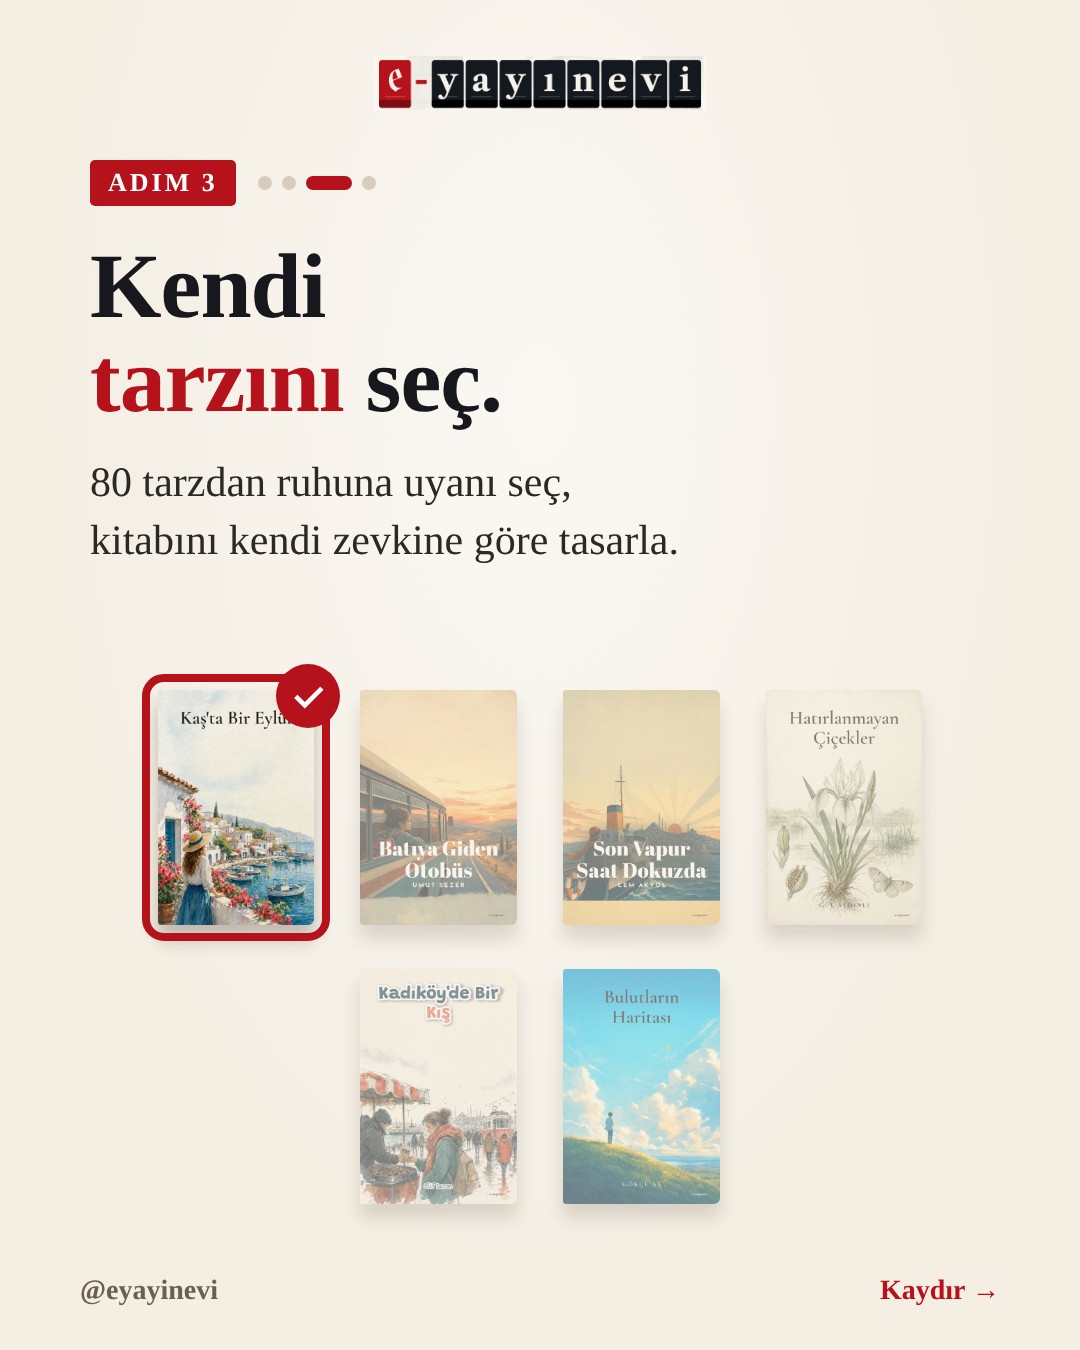 e-yayınevi
ADIM 3
Kendi
tarzını seç.
80 tarzdan ruhuna uyanı seç,
kitabını kendi zevkine göre tasarla.
Kaş'ta Bir
Batıya Giden
Otobüs
UMUT SEZER
Son Vapur
Saat Dokuzda
CEM AKYOL
Hatırlanmayan
Çiçekler
Kadıköy'de Bir
Kış
Bulutların
Haritası
@eyayinevi
Kaydır →